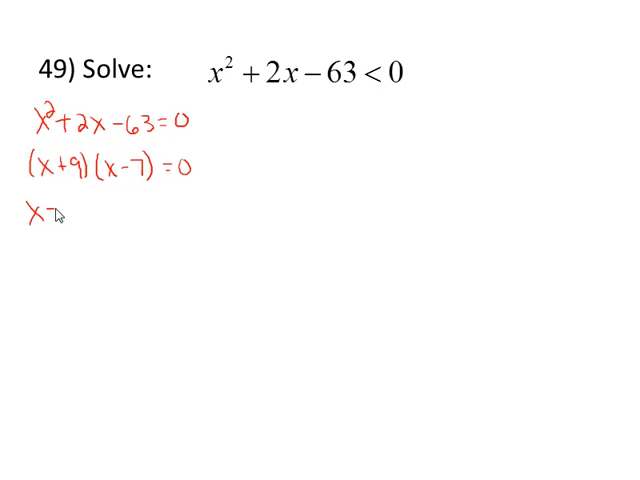 49) Solve: x² + 2x − 63 < 0
x² + 2x − 63 = 0
(x + 9)(x − 7) = 0
x